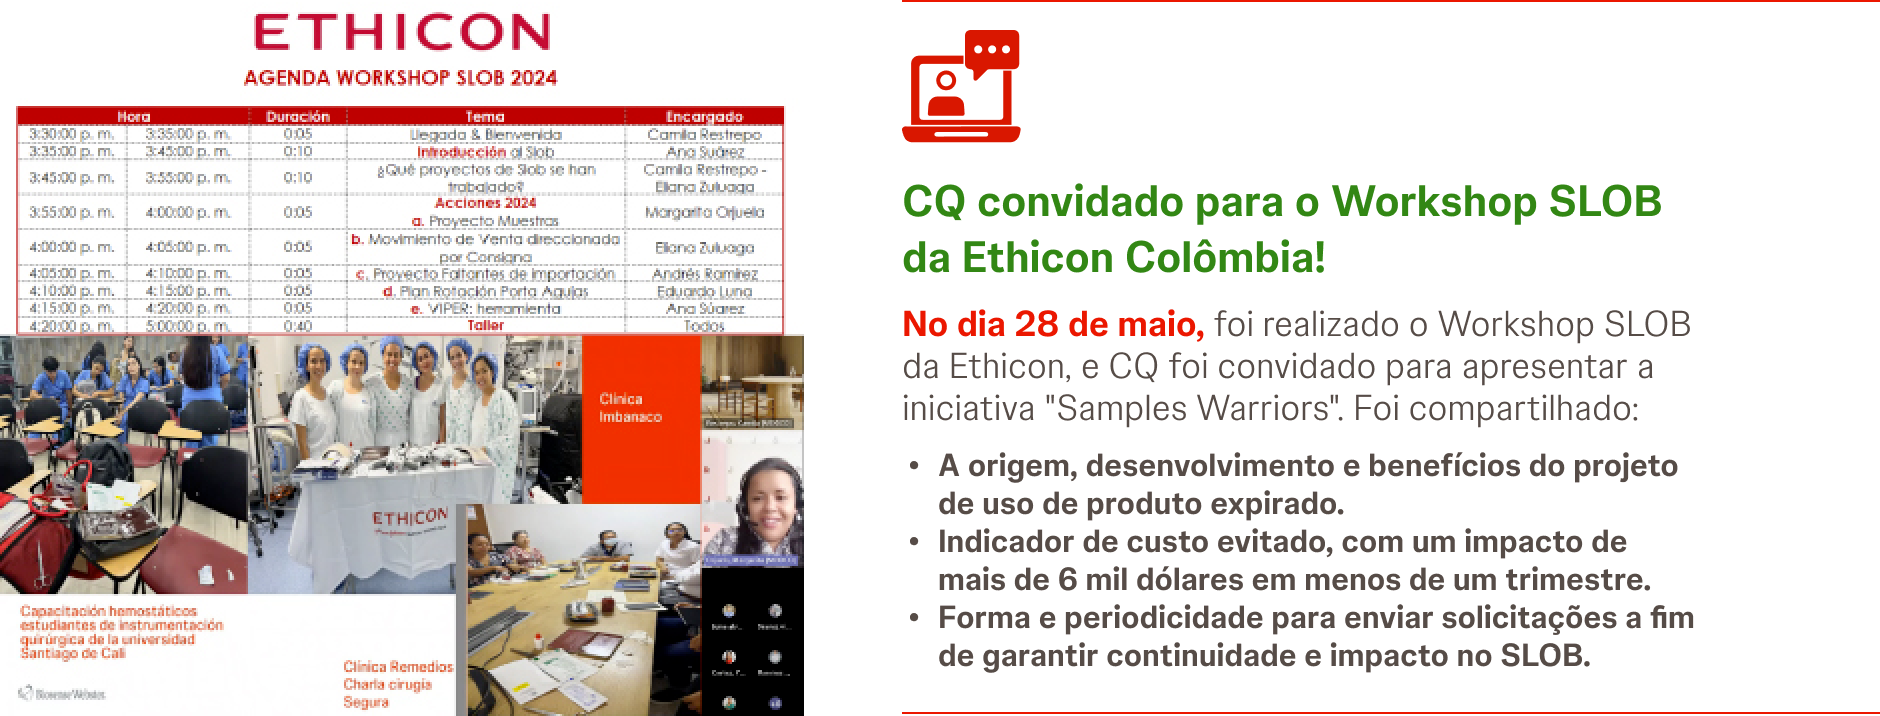 ETHICON
AGENDA WORKSHOP SLOB 2024
Hora Duración Tema Encargado
3:30:00 p. m. 3:35:00 p. m. 0:05 Llegada & Bienvenida Camila Restrepo
3:35:00 p. m. 3:45:00 p. m. 0:10 Introducción al Slob Ana Suárez
3:45:00 p. m. 3:55:00 p. m. 0:10 ¿Qué proyectos de Slob se han trabajado? Camila Restrepo - Eliana Zuluaga
3:55:00 p. m. 4:00:00 p. m. 0:05 Acciones 2024 a. Proyecto Muestras Margarita Orjuela
4:00:00 p. m. 4:05:00 p. m. 0:05 b. Movimiento de Venta direccionada por Consigna Eliana Zuluaga
4:05:00 p. m. 4:10:00 p. m. 0:05 c. Proyecto Faltantes de importación Andrés Ramírez
4:10:00 p. m. 4:15:00 p. m. 0:05 d. Plan Rotación Porta Agujas Eduardo Luna
4:15:00 p. m. 4:20:00 p. m. 0:05 e. VIPER: herramienta Ana Súarez
4:20:00 p. m. 5:00:00 p. m. 0:40 Taller Todos
Clínica
Imbanaco
ETHICON
Capacitación hemostáticos
estudiantes de instrumentación
quirúrgica de la universidad
Santiago de Cali
Biosense Webster
Clínica Remedios
Charla cirugía
Segura
CQ convidado para o Workshop SLOB
da Ethicon Colômbia!
No dia 28 de maio, foi realizado o Workshop SLOB
da Ethicon, e CQ foi convidado para apresentar a
iniciativa "Samples Warriors". Foi compartilhado:
• A origem, desenvolvimento e benefícios do projeto
de uso de produto expirado.
• Indicador de custo evitado, com um impacto de
mais de 6 mil dólares em menos de um trimestre.
• Forma e periodicidade para enviar solicitações a fim
de garantir continuidade e impacto no SLOB.